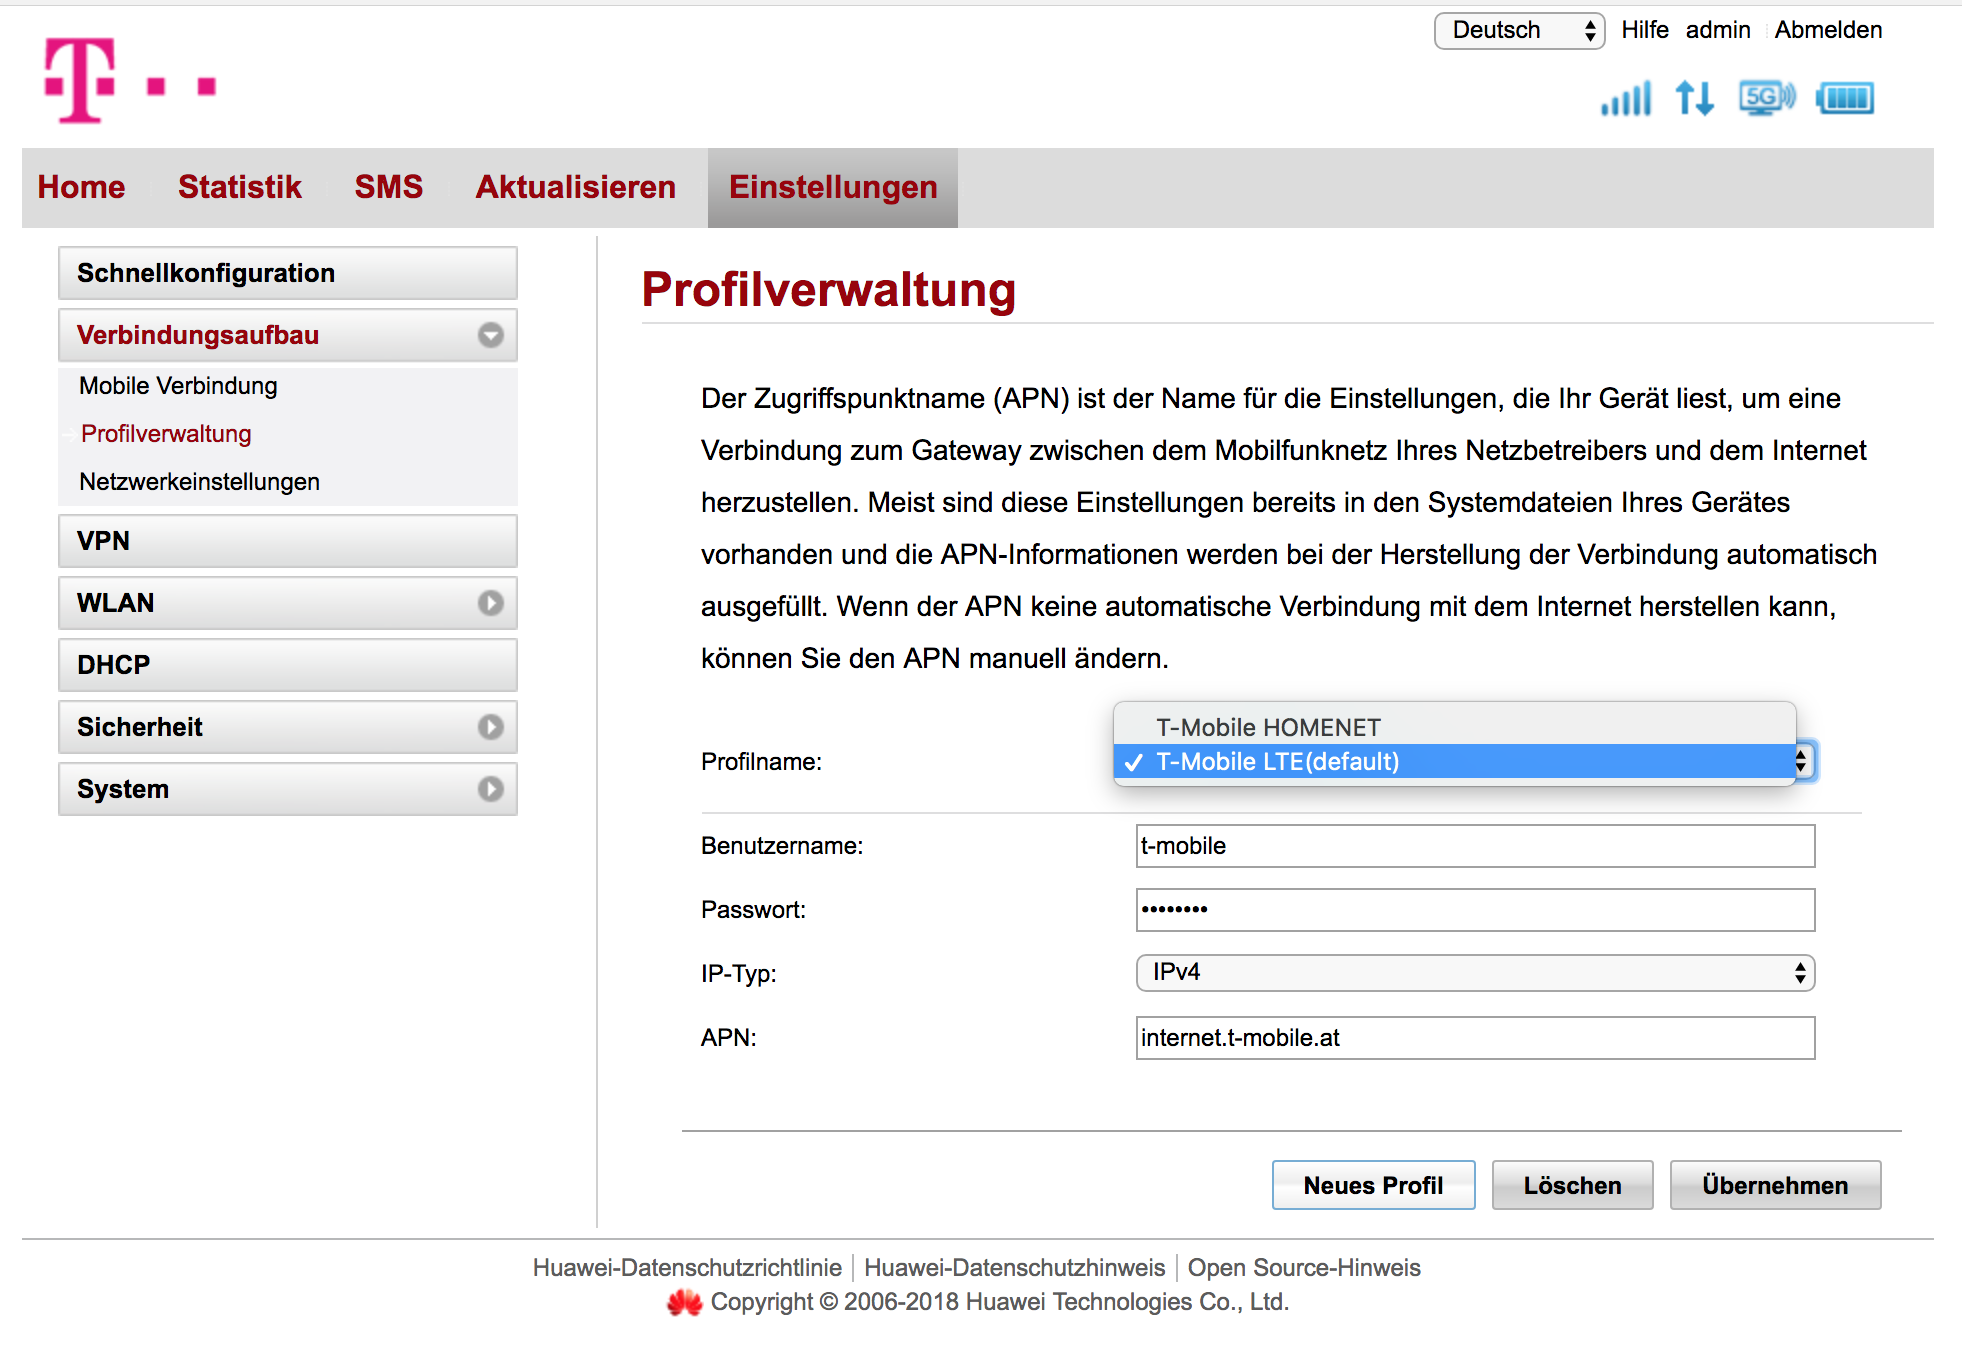 Deutsch Hilfe admin Abmelden
T
5G
Home Statistik SMS Aktualisieren Einstellungen
Schnellkonfiguration
Verbindungsaufbau
Mobile Verbindung
Profilverwaltung
Netzwerkeinstellungen
VPN
WLAN
DHCP
Sicherheit
System
Profilverwaltung
Der Zugriffspunktname (APN) ist der Name für die Einstellungen, die Ihr Gerät liest, um eine
Verbindung zum Gateway zwischen dem Mobilfunknetz Ihres Netzbetreibers und dem Internet
herzustellen. Meist sind diese Einstellungen bereits in den Systemdateien Ihres Gerätes
vorhanden und die APN-Informationen werden bei der Herstellung der Verbindung automatisch
ausgefüllt. Wenn der APN keine automatische Verbindung mit dem Internet herstellen kann,
können Sie den APN manuell ändern.
T-Mobile HOMENET
Profilname: ✓ T-Mobile LTE(default)
Benutzername: t-mobile
Passwort: ••••••••
IP-Typ: IPv4
APN: internet.t-mobile.at
Neues Profil Löschen Übernehmen
Huawei-Datenschutzrichtlinie Huawei-Datenschutzhinweis Open Source-Hinweis
Copyright © 2006-2018 Huawei Technologies Co., Ltd.